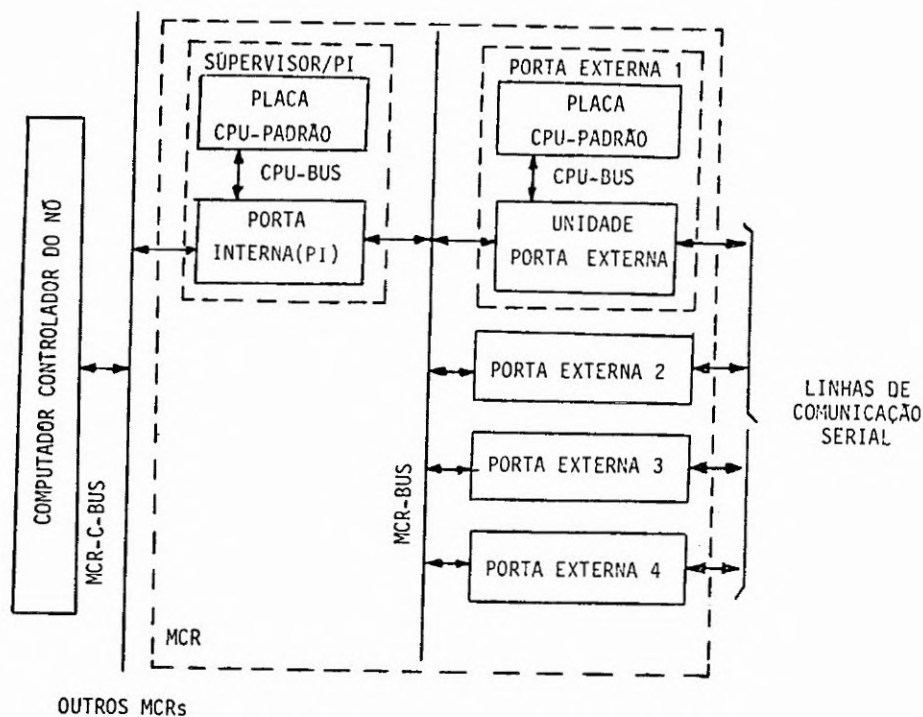 SUPERVISOR/PI
PLACA
CPU-PADRÃO
CPU-BUS
PORTA
INTERNA(PI)
PORTA EXTERNA 1
PLACA
CPU-PADRÃO
CPU-BUS
UNIDADE
PORTA EXTERNA
PORTA EXTERNA 2
PORTA EXTERNA 3
PORTA EXTERNA 4
LINHAS DE
COMUNICAÇÃO
SERIAL
COMPUTADOR CONTROLADOR DO NÓ
MCR-C-BUS
MCR-BUS
MCR
OUTROS MCRs